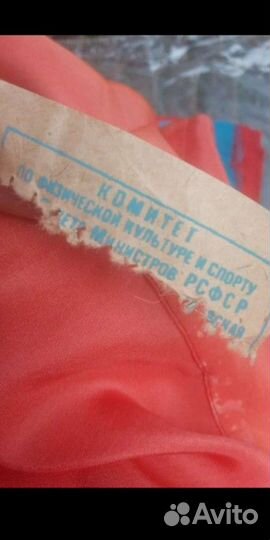 КОМИТЕТ
ПО ФИЗИЧЕСКОЙ КУЛЬТУРЕ И СПОРТУ
МИНИСТРОВ РСФСР
Avito